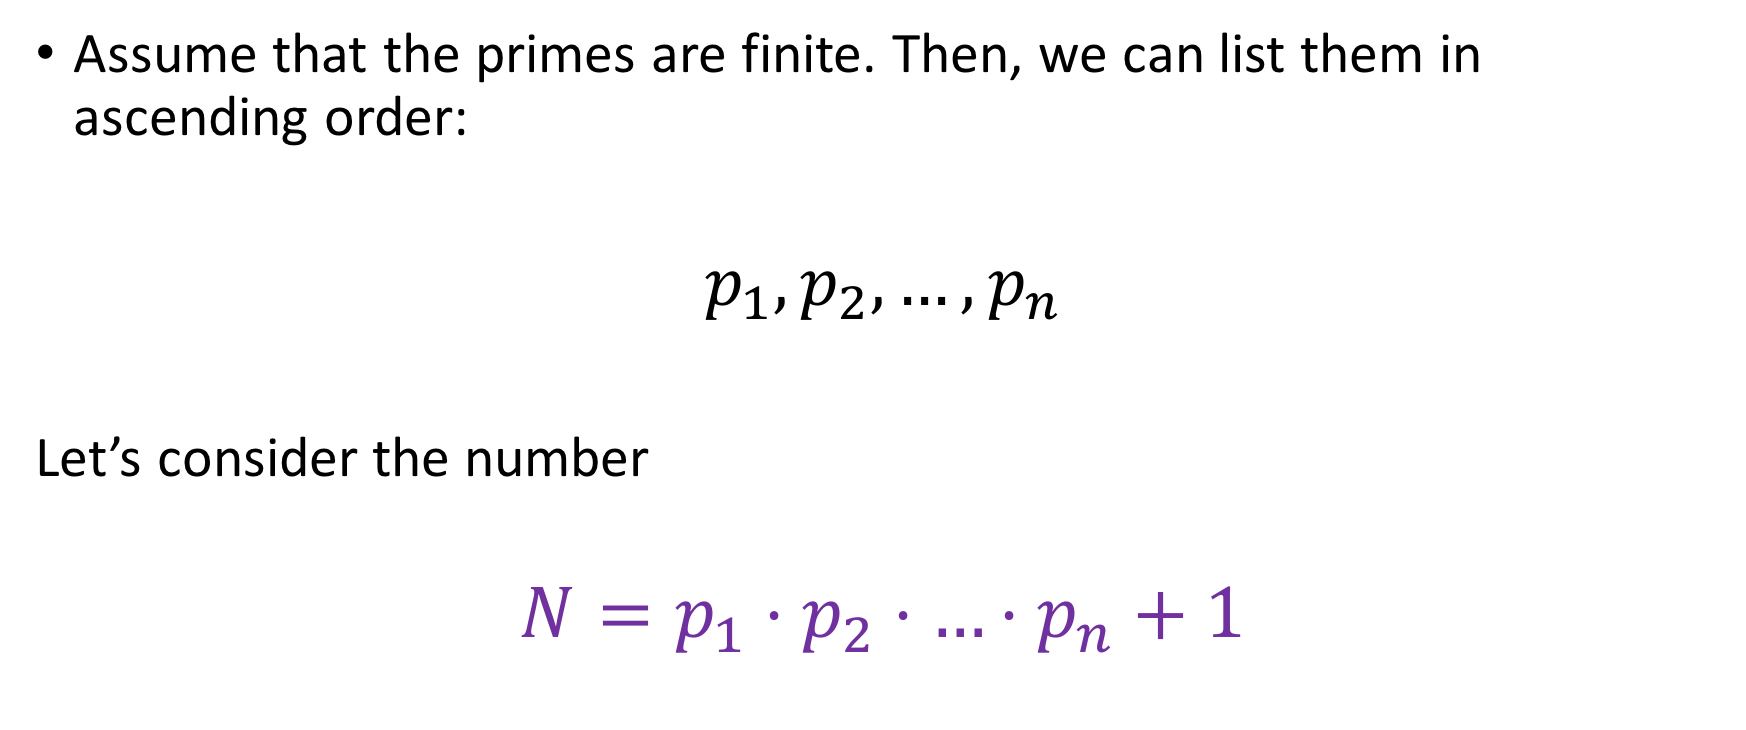 • Assume that the primes are finite. Then, we can list them in
ascending order:
p₁, p₂, … , pₙ
Let’s consider the number
N = p₁ · p₂ · … · pₙ + 1